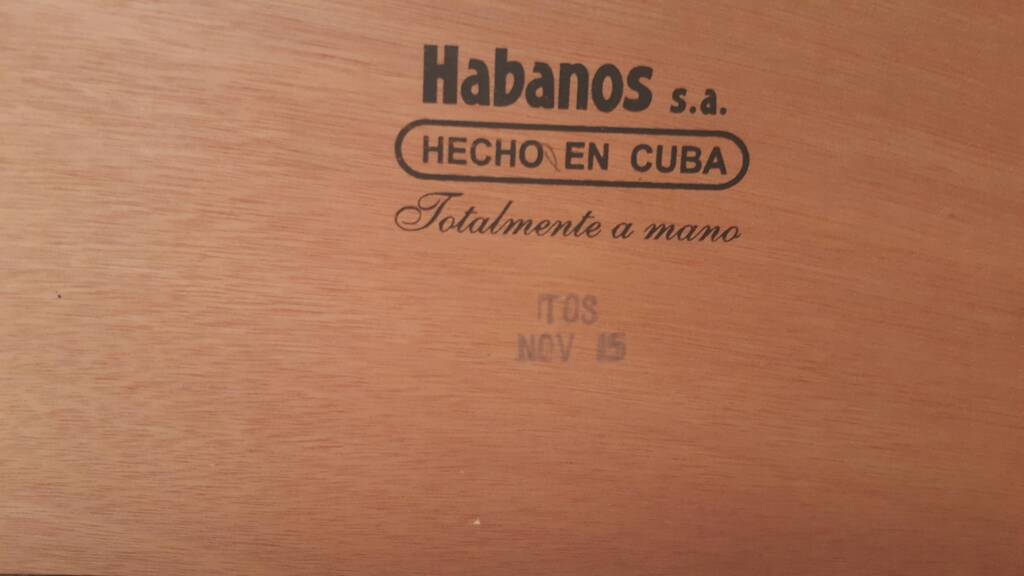 Habanos s.a.
HECHO EN CUBA
Totalmente a mano
TOS
NOV 15